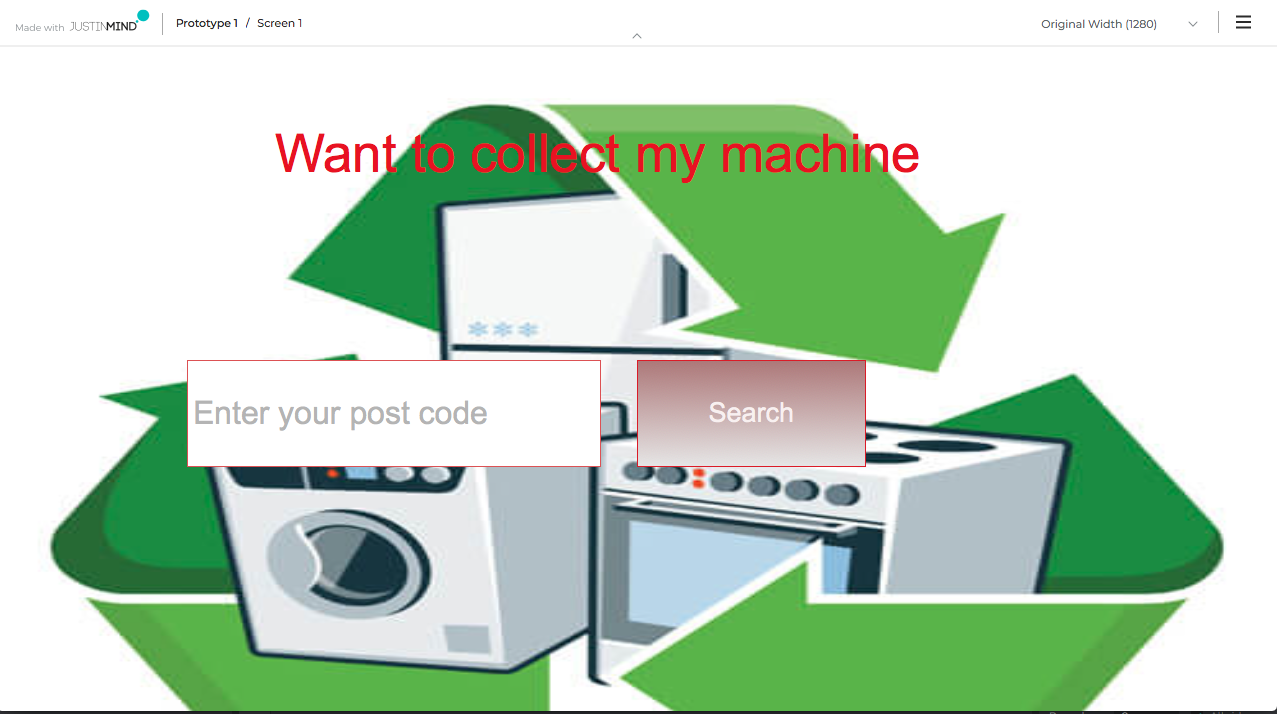 Made with JUSTINMIND
Prototype 1 / Screen 1
Original Width (1280)
Want to collect my machine
Enter your post code
Search